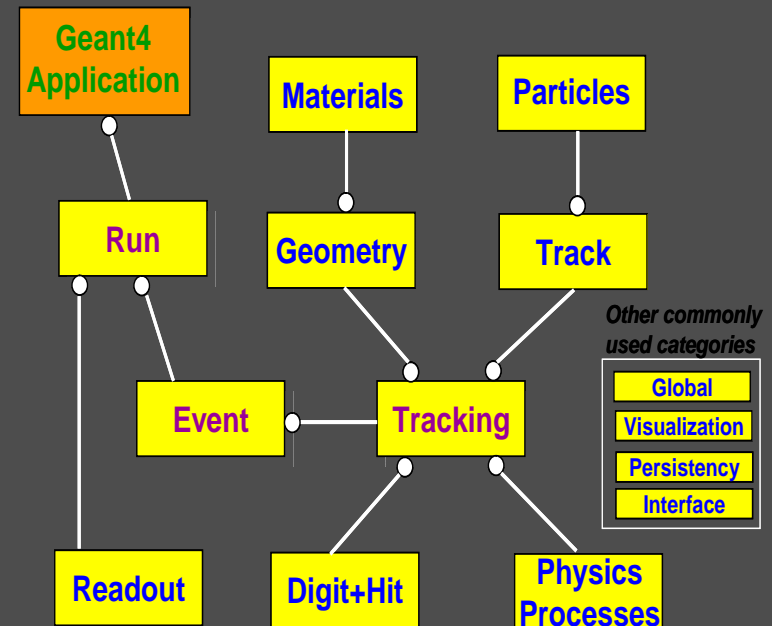 Geant4
Application
Materials
Particles
Run
Geometry
Track
Other commonly
used categories
Global
Event
Tracking
Visualization
Persistency
Interface
Readout
Digit+Hit
Physics
Processes